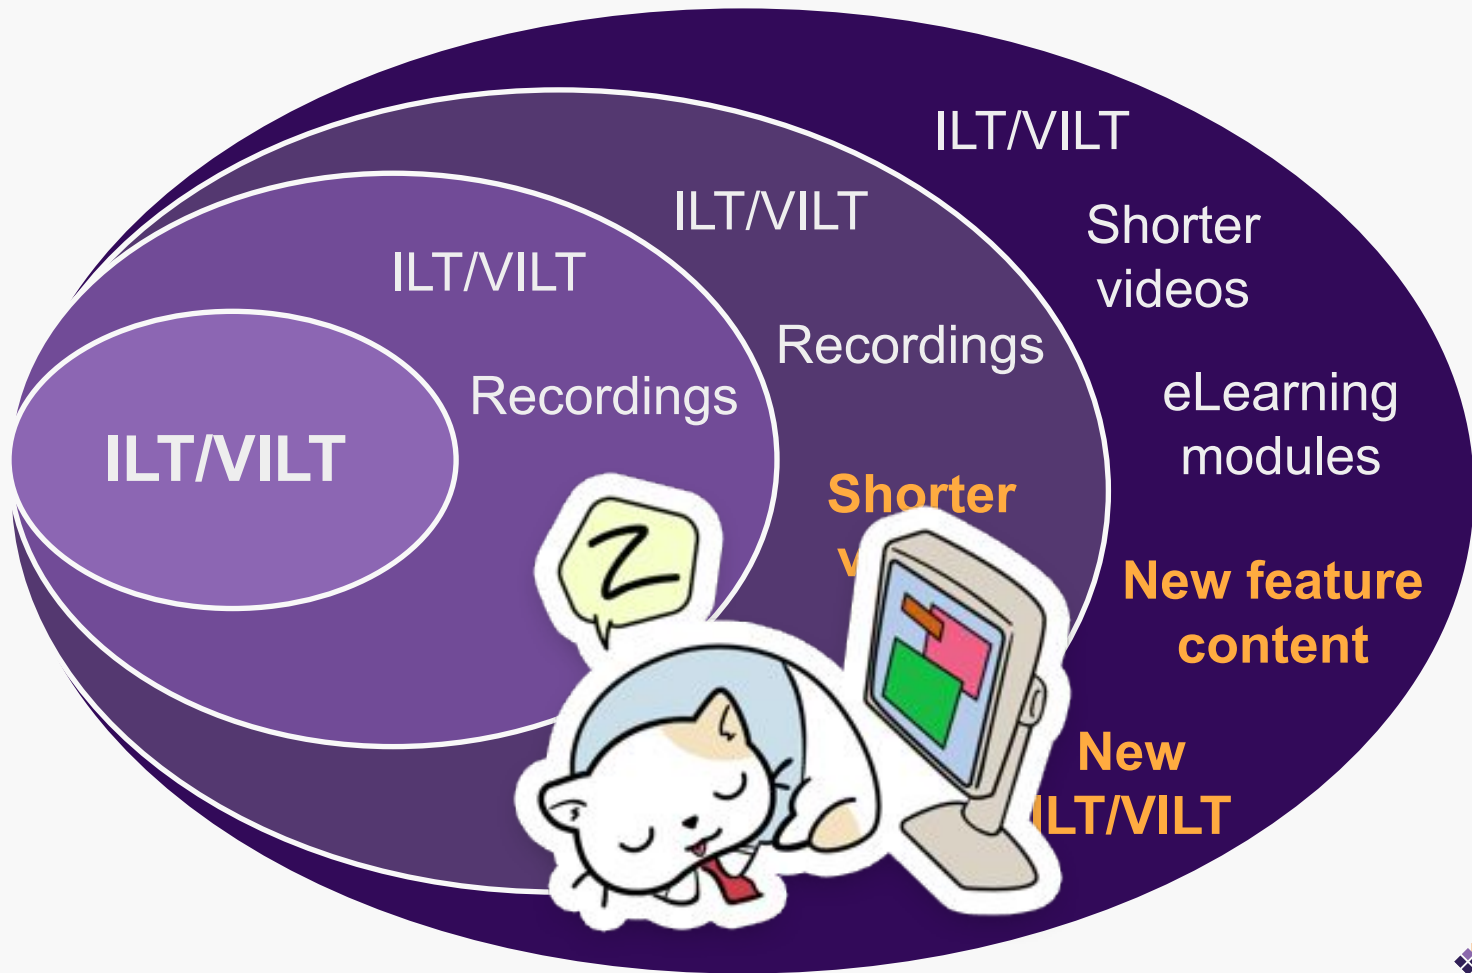 ILT/VILT
ILT/VILT
Recordings
ILT/VILT
Recordings
Shorter
ILT/VILT
Shorter
videos
eLearning
modules
New feature
content
New
ILT/VILT
Z